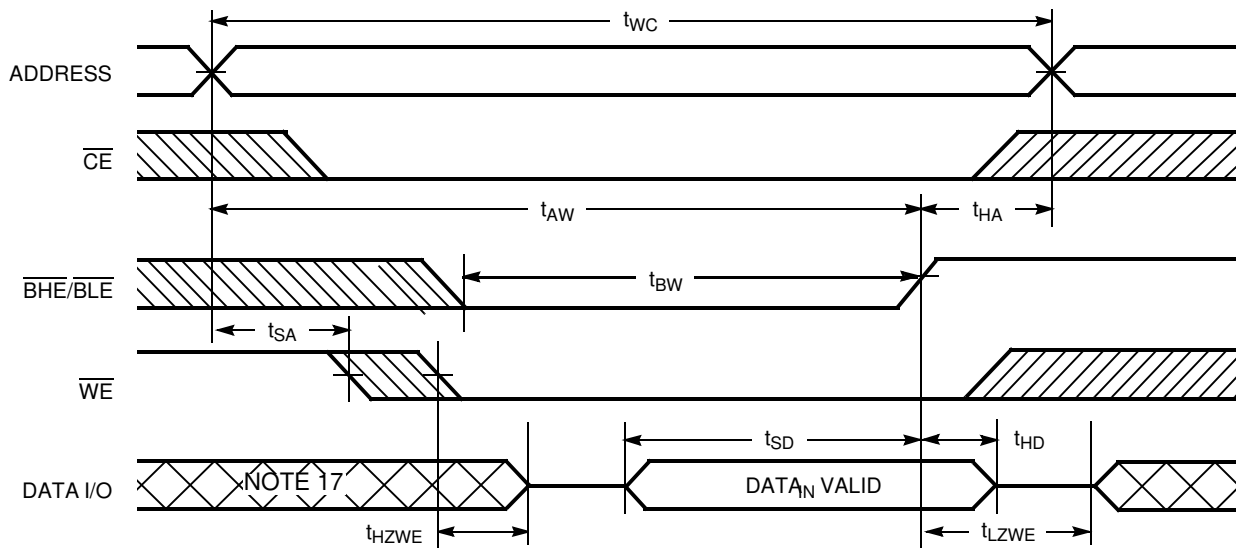 tWC
ADDRESS
CE
tAW
tHA
BHE/BLE
tBW
tSA
WE
tSD
tHD
DATA I/O
NOTE 17
DATAIN VALID
tHZWE
tLZWE